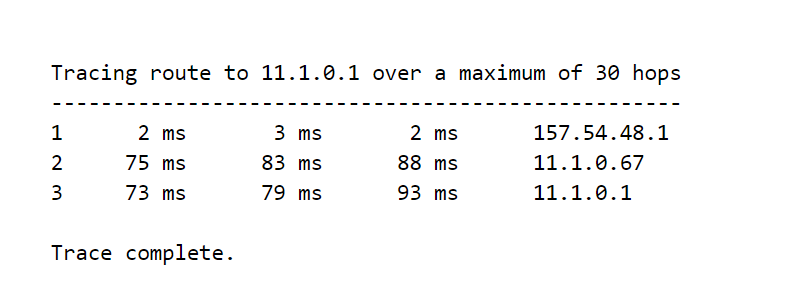 Tracing route to 11.1.0.1 over a maximum of 30 hops
---------------------------------------------------
1      2 ms       3 ms       2 ms      157.54.48.1
2     75 ms      83 ms      88 ms      11.1.0.67
3     73 ms      79 ms      93 ms      11.1.0.1
Trace complete.